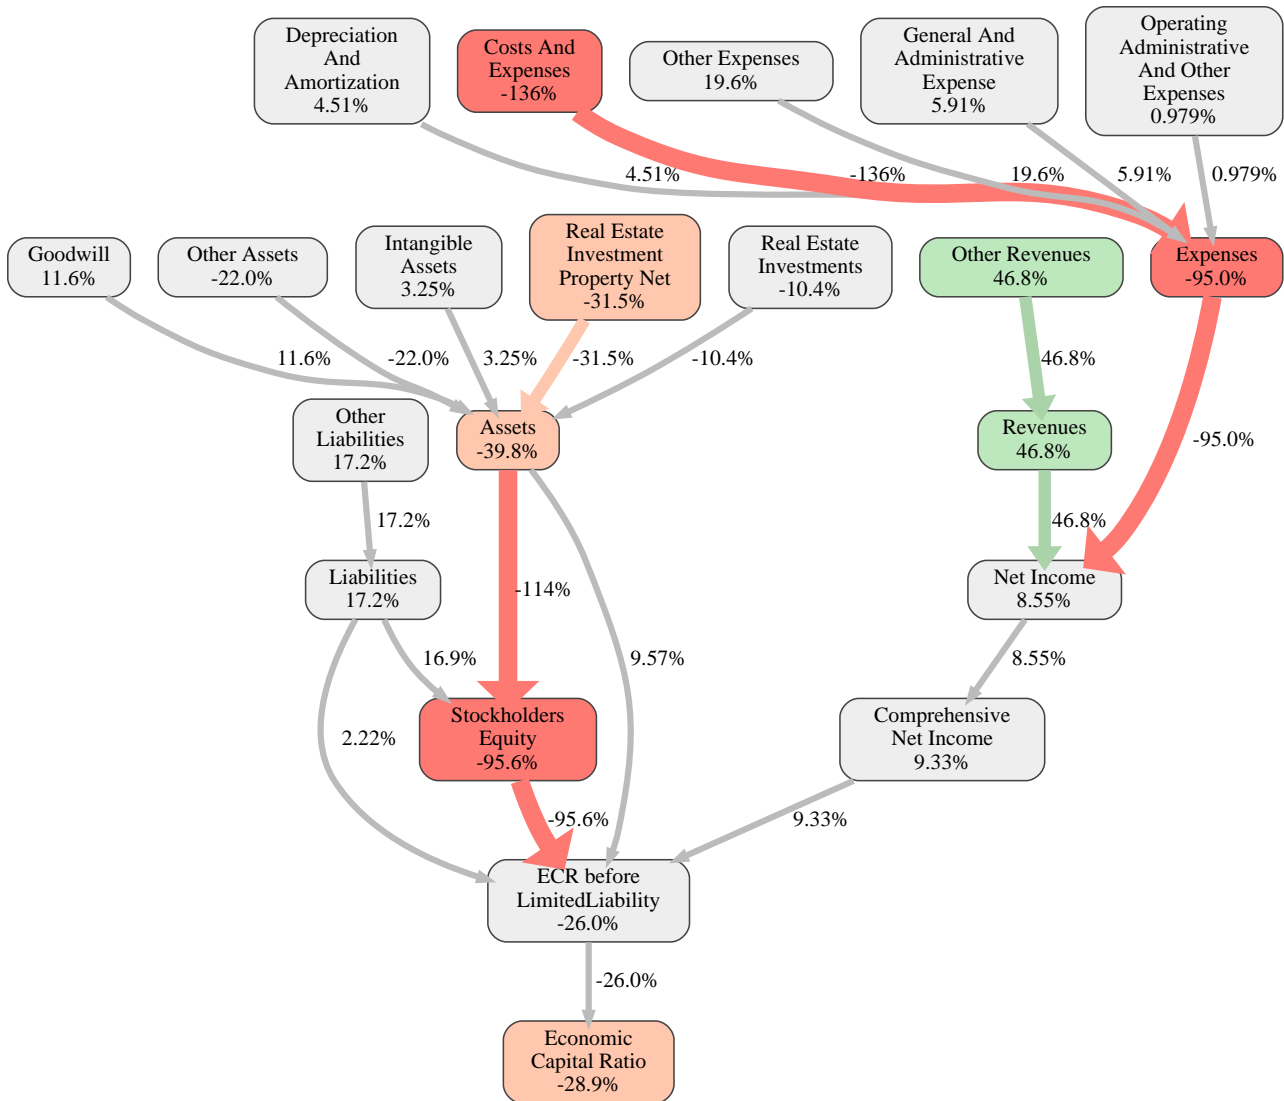 Depreciation
And
Amortization
4.51%
Costs And
Expenses
-136%
Other Expenses
19.6%
General And
Administrative
Expense
5.91%
Operating
Administrative
And Other
Expenses
0.979%
4.51%
-136%
19.6%
5.91%
0.979%
Goodwill
11.6%
Other Assets
-22.0%
Intangible
Assets
3.25%
Real Estate
Investment
Property Net
-31.5%
Real Estate
Investments
-10.4%
Other Revenues
46.8%
Expenses
-95.0%
11.6%
-22.0%
3.25%
-31.5%
-10.4%
46.8%
-95.0%
Other
Liabilities
17.2%
Assets
-39.8%
Revenues
46.8%
17.2%
46.8%
Liabilities
17.2%
-114%
Net Income
8.55%
16.9%
9.57%
8.55%
2.22%
Stockholders
Equity
-95.6%
Comprehensive
Net Income
9.33%
-95.6%
9.33%
ECR before
LimitedLiability
-26.0%
-26.0%
Economic
Capital Ratio
-28.9%